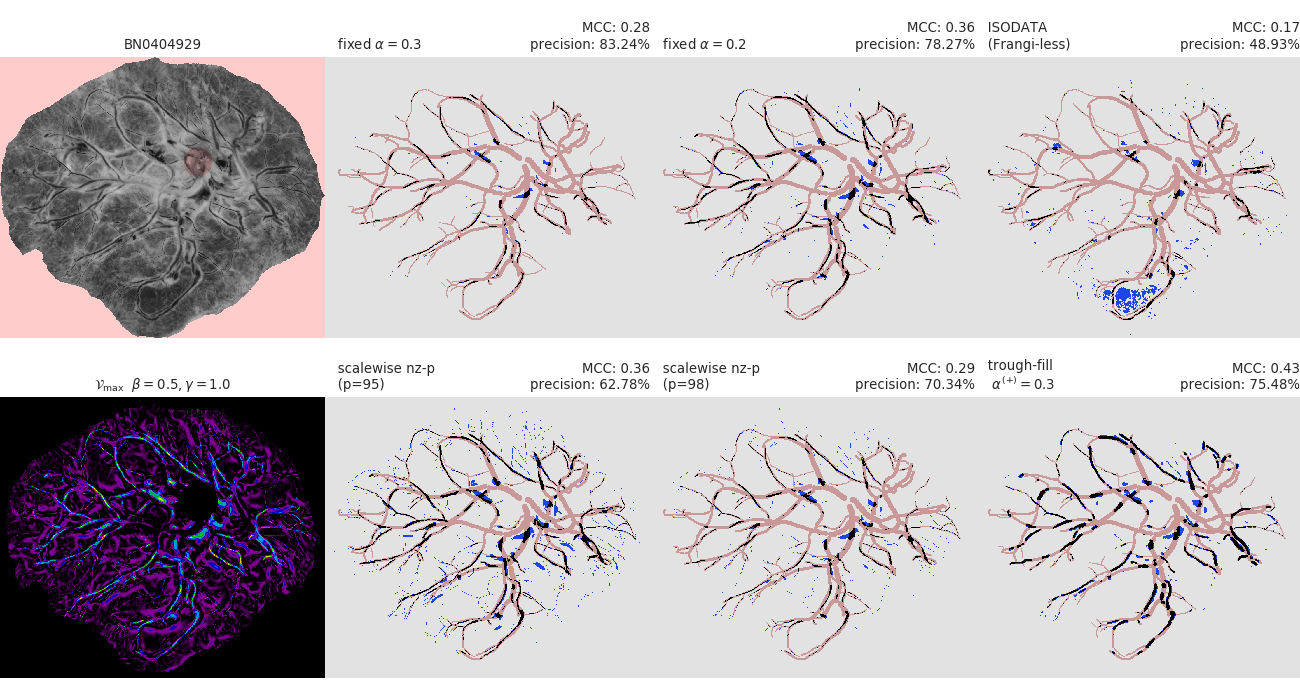 BN0404929
fixed α = 0.3
MCC: 0.28
precision: 83.24%
fixed α = 0.2
MCC: 0.36
precision: 78.27%
ISODATA
(Frangi-less)
MCC: 0.17
precision: 48.93%
𝒱max β = 0.5, γ = 1.0
scalewise nz-p
(p=95)
MCC: 0.36
precision: 62.78%
scalewise nz-p
(p=98)
MCC: 0.29
precision: 70.34%
trough-fill
α(+) = 0.3
MCC: 0.43
precision: 75.48%